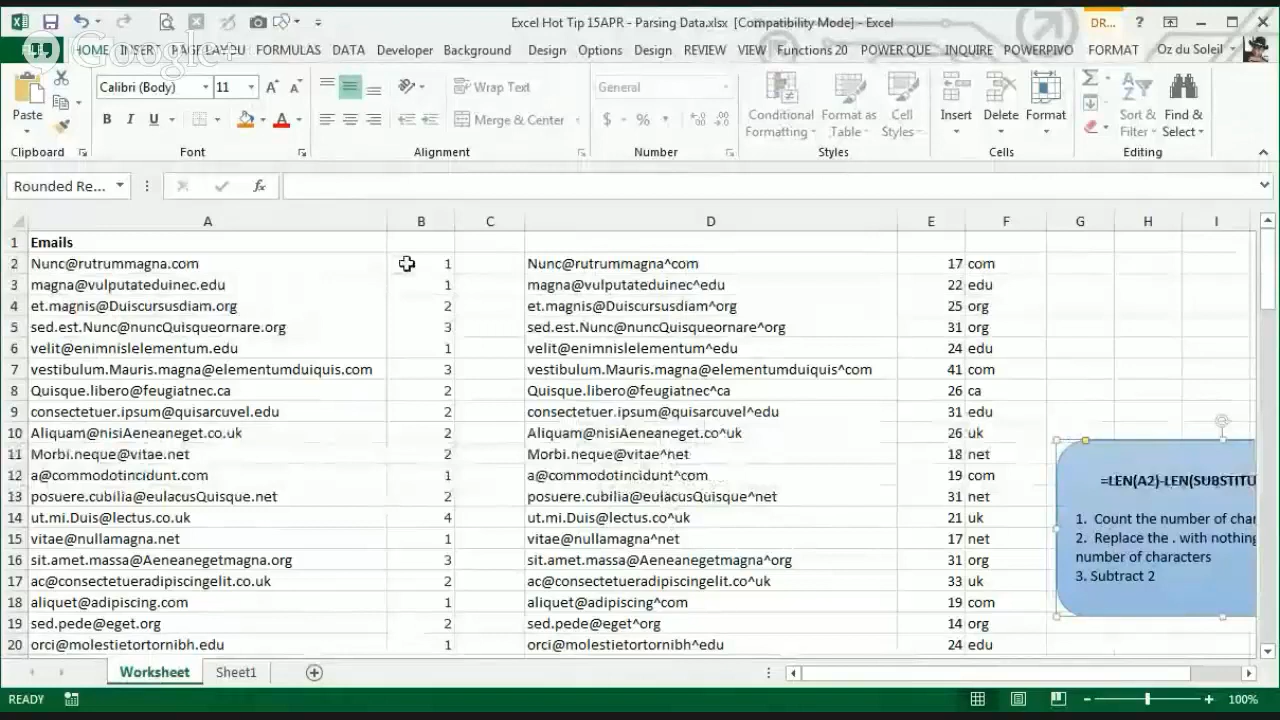 Excel Hot Tip 15APR - Parsing Data.xlsx [Compatibility Mode] - Excel
DR...
Google+
HOME INSERT PAGE LAYOUT FORMULAS DATA Developer Background Design Options Design REVIEW VIEW Functions 20 POWER QUE INQUIRE POWERPIVO FORMAT Oz du Soleil
Paste
Calibri (Body) 11
Wrap Text
Merge & Center
General
Conditional Formatting
Format as Table
Cell Styles
Insert Delete Format
Sort & Filter
Find & Select
Clipboard Font Alignment Number Styles Cells Editing
Rounded Re...
A B C D E F G H I
1 Emails
2 Nunc@rutrummagna.com 1 Nunc@rutrummagna^com 17 com
3 magna@vulputateduinec.edu 1 magna@vulputateduinec^edu 22 edu
4 et.magnis@Duiscursusdiam.org 2 et.magnis@Duiscursusdiam^org 25 org
5 sed.est.Nunc@nuncQuisqueornare.org 3 sed.est.Nunc@nuncQuisqueornare^org 31 org
6 velit@enimnislelementum.edu 1 velit@enimnislelementum^edu 24 edu
7 vestibulum.Mauris.magna@elementumduiquis.com 3 vestibulum.Mauris.magna@elementumduiquis^com 41 com
8 Quisque.libero@feugiatnec.ca 2 Quisque.libero@feugiatnec^ca 26 ca
9 consectetuer.ipsum@quisarcuvel.edu 2 consectetuer.ipsum@quisarcuvel^edu 31 edu
10 Aliquam@nisiAeneaneget.co.uk 2 Aliquam@nisiAeneaneget.co^uk 26 uk
11 Morbi.neque@vitae.net 2 Morbi.neque@vitae^net 18 net
12 a@commodotincidunt.com 1 a@commodotincidunt^com 19 com
13 posuere.cubilia@eulacusQuisque.net 2 posuere.cubilia@eulacusQuisque^net 31 net
14 ut.mi.Duis@lectus.co.uk 4 ut.mi.Duis@lectus.co^uk 21 uk
15 vitae@nullamagna.net 1 vitae@nullamagna^net 17 net
16 sit.amet.massa@Aeneanegetmagna.org 3 sit.amet.massa@Aeneanegetmagna^org 31 org
17 ac@consectetueradipiscingelit.co.uk 2 ac@consectetueradipiscingelit.co^uk 33 uk
18 aliquet@adipiscing.com 1 aliquet@adipiscing^com 19 com
19 sed.pede@eget.org 2 sed.pede@eget^org 14 org
20 orci@molestietortornibh.edu 1 orci@molestietortornibh^edu 24 edu
=LEN(A2)-LEN(SUBSTITU
1. Count the number of char
2. Replace the . with nothing
number of characters
3. Subtract 2
Worksheet Sheet1
READY 100%